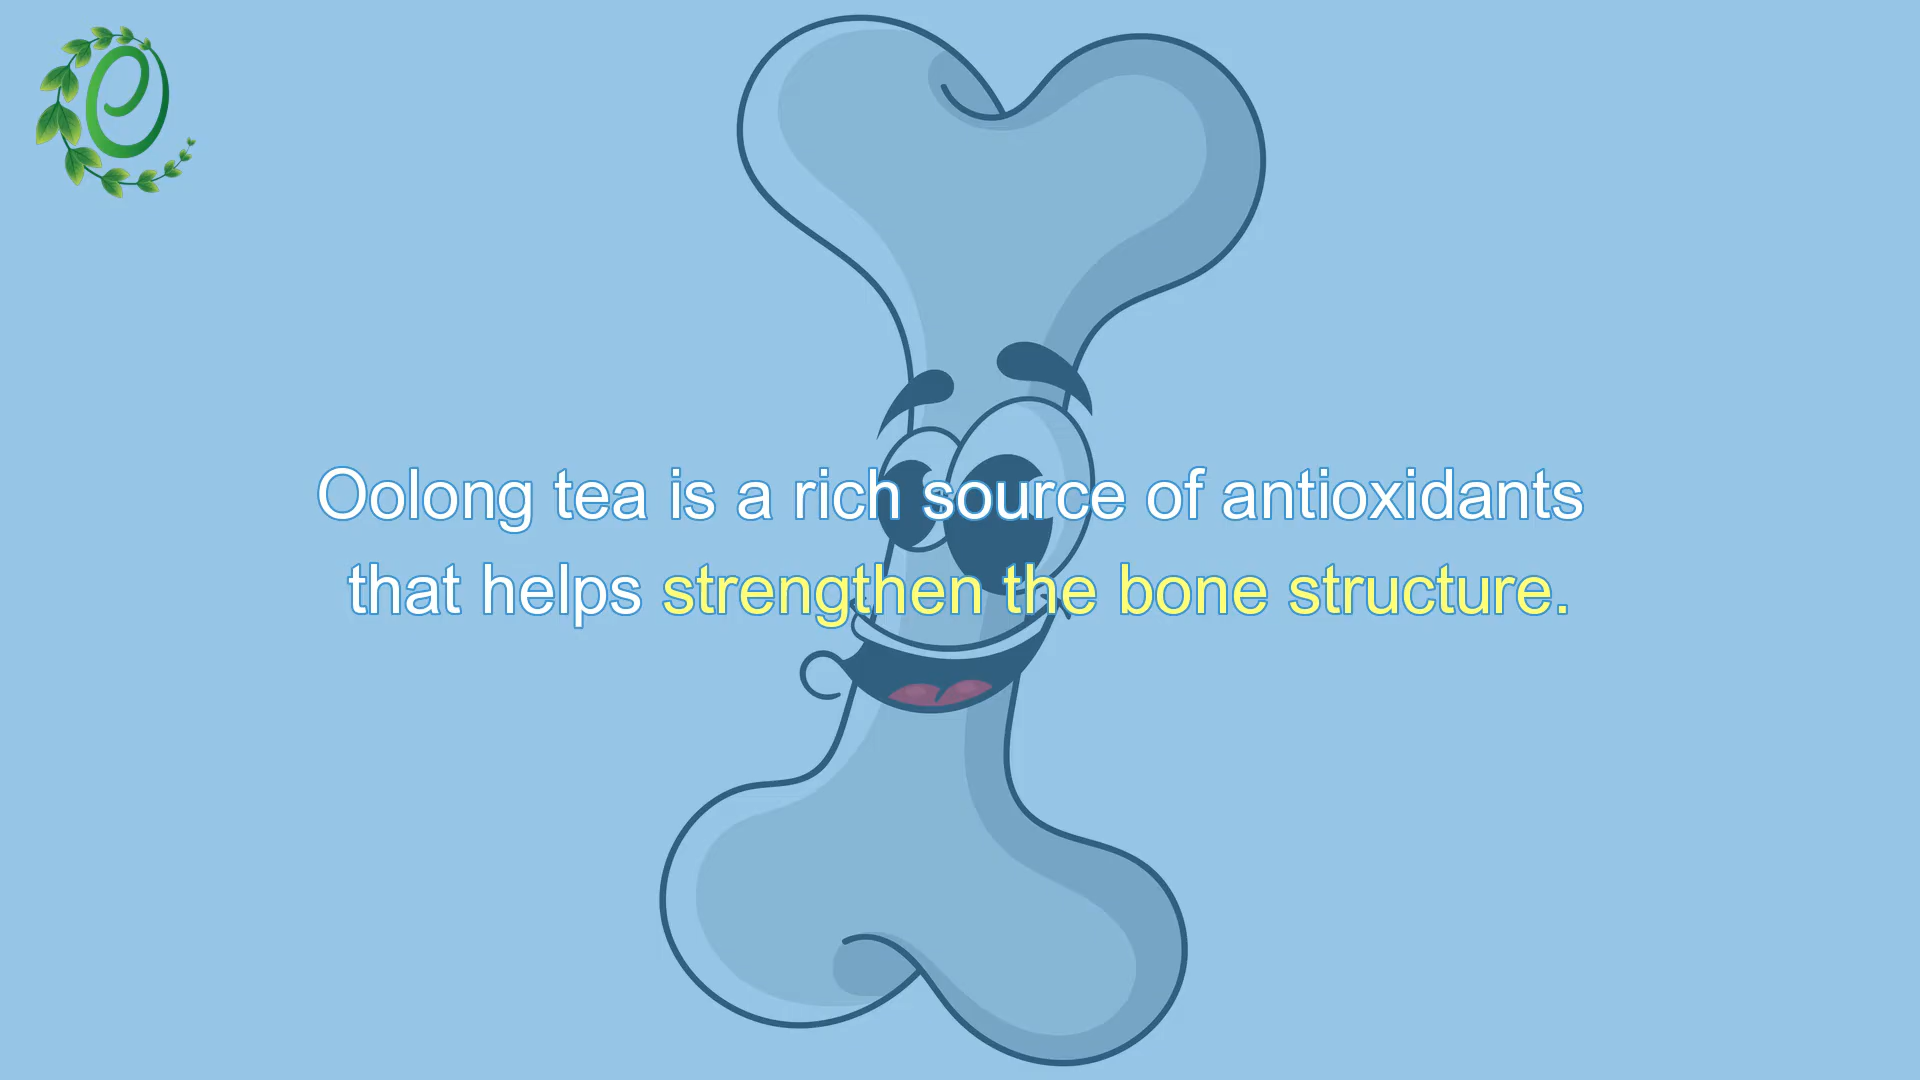 Oolong tea is a rich source of antioxidants
that helps strengthen the bone structure.